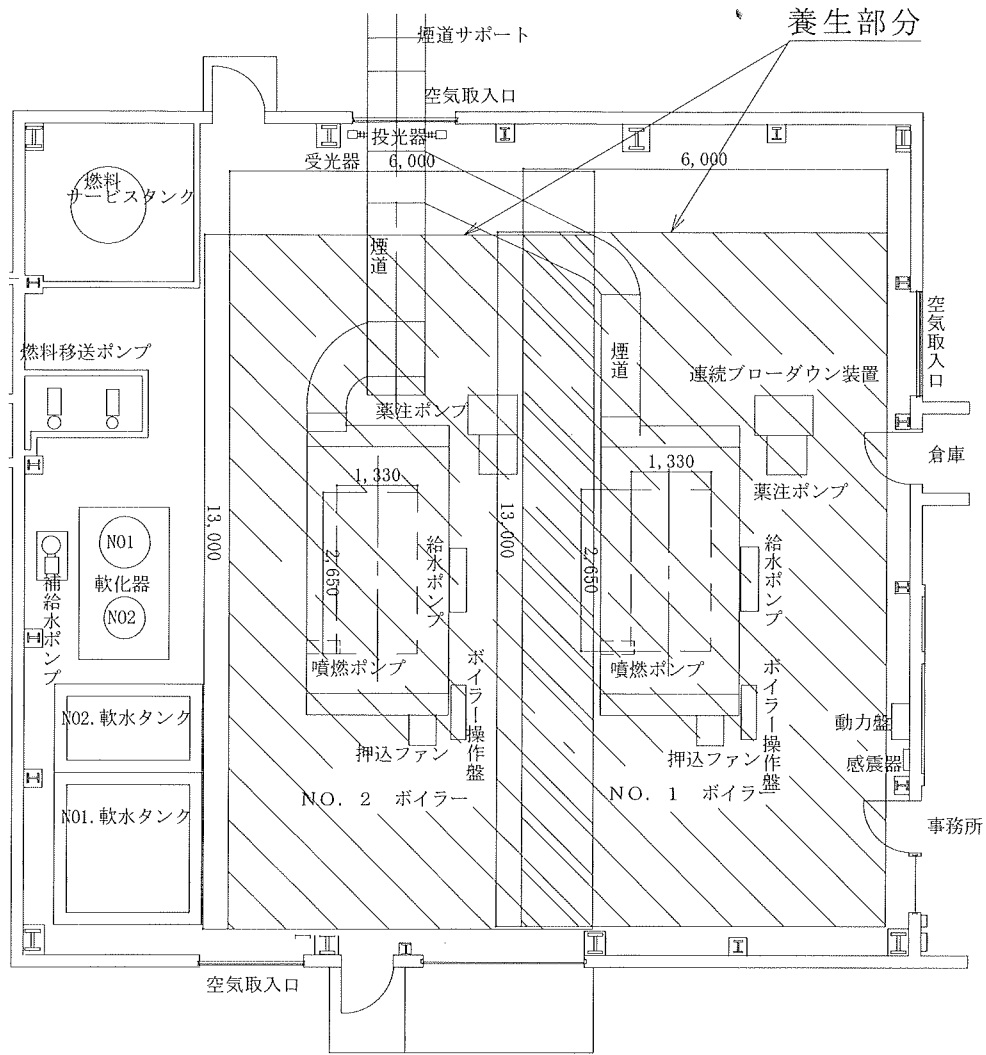 養生部分
煙道サポート
空気取入口
投光器
受光器
6,000
6,000
燃料
サービスタンク
煙道
空気取入口
燃料移送ポンプ
煙道
連続ブローダウン装置
薬注ポンプ
倉庫
1,330
1,330
薬注ポンプ
13,000
13,000
NO1
軟化器
NO2
補給水ポンプ
2,650
給水ポンプ
2,650
給水ポンプ
噴燃ポンプ
噴燃ポンプ
ボイラー操作盤
ボイラー操作盤
NO2.軟水タンク
動力盤
押込ファン
押込ファン
感震器
NO．２　ボイラー
NO．１　ボイラー
NO1.軟水タンク
事務所
空気取入口